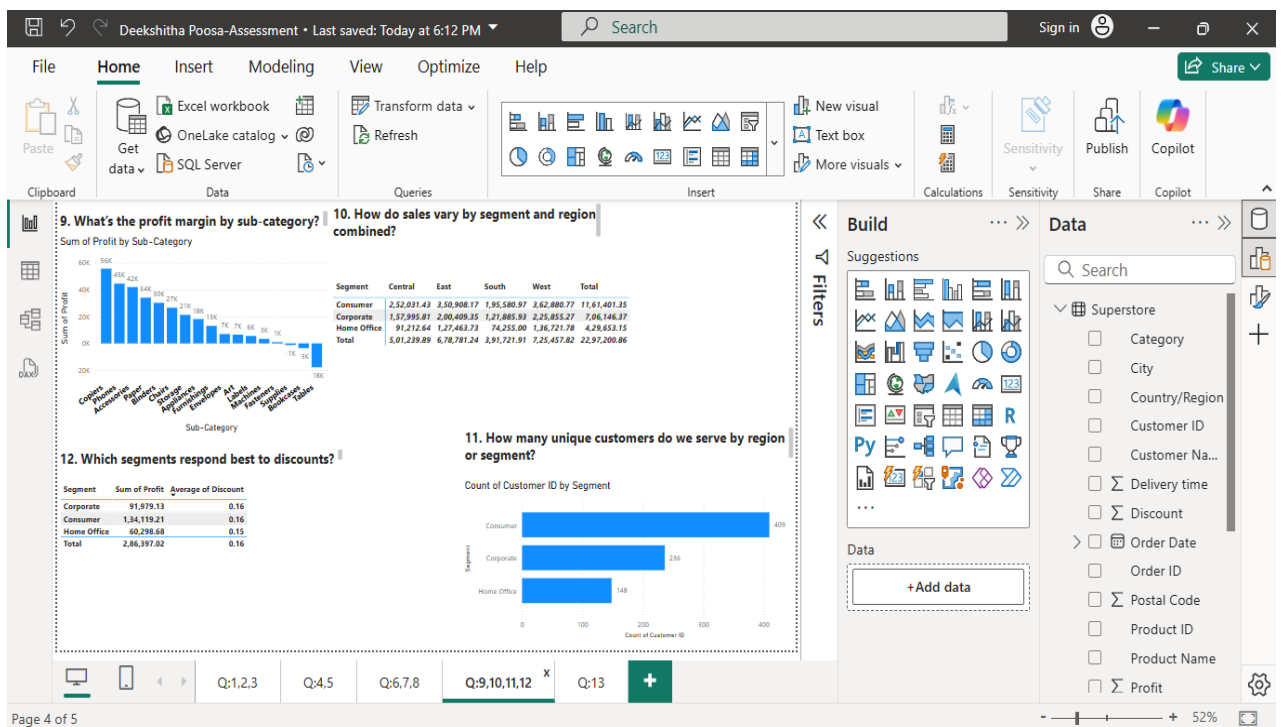 Deekshitha Poosa-Assessment • Last saved: Today at 6:12 PM
Search
Sign in
File Home Insert Modeling View Optimize Help
Share
Paste
Clipboard
Get data
Excel workbook
OneLake catalog
SQL Server
Data
Transform data
Refresh
Queries
New visual
Text box
More visuals
Insert
Calculations
Sensitivity
Sensitivity
Publish
Share
Copilot
Copilot
9. What's the profit margin by sub-category?
Sum of Profit by Sub-Category
60K
40K
20K
0K
-20K
Sum of Profit
56K 45K 42K 34K 30K 27K 21K 18K 13K 7K 7K 6K 3K 1K -1K -3K -18K
Copiers Phones Accessories Paper Binders Chairs Storage Appliances Furnishings Envelopes Art Labels Machines Fasteners Supplies Bookcases Tables
Sub-Category
10. How do sales vary by segment and region
combined?
Segment Central East South West Total
Consumer 2,52,031.43 3,50,908.17 1,95,580.97 3,62,880.77 11,61,401.35
Corporate 1,57,995.81 2,00,409.35 1,21,885.93 2,25,855.27 7,06,146.37
Home Office 91,212.64 1,27,463.73 74,255.00 1,36,721.78 4,29,653.15
Total 5,01,239.89 6,78,781.24 3,91,721.91 7,25,457.82 22,97,200.86
12. Which segments respond best to discounts?
Segment Sum of Profit Average of Discount
Corporate 91,979.13 0.16
Consumer 1,34,119.21 0.16
Home Office 60,298.68 0.15
Total 2,86,397.02 0.16
11. How many unique customers do we serve by region
or segment?
Count of Customer ID by Segment
Segment
Consumer 409
Corporate 236
Home Office 148
0 100 200 300 400
Count of Customer ID
Filters
Build
Suggestions
Data
+Add data
Data
Search
Superstore
Category
City
Country/Region
Customer ID
Customer Na...
Delivery time
Discount
Order Date
Order ID
Postal Code
Product ID
Product Name
Profit
Q:1,2,3 Q:4,5 Q:6,7,8 Q:9,10,11,12 x Q:13 +
Page 4 of 5
- + 52%